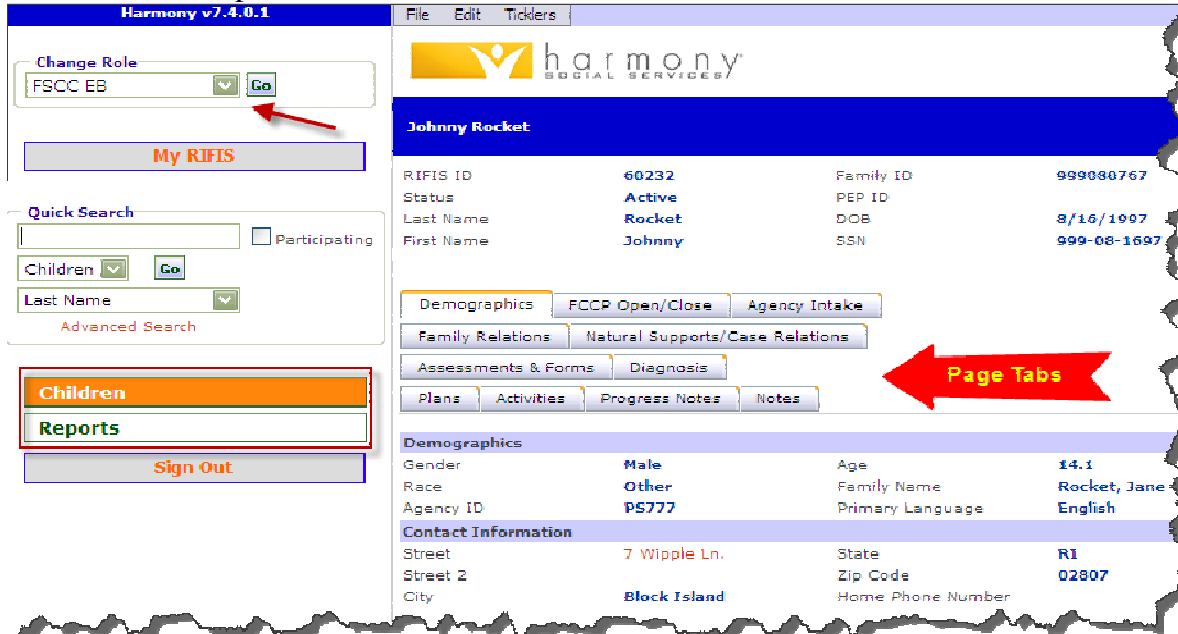 Harmony v7.4.0.1
File Edit Ticklers
Change Role
FSCC EB Go
My RIFIS
Quick Search
Participating
Children Go
Last Name
Advanced Search
Children
Reports
Sign Out
harmony
SOCIAL SERVICES
Johnny Rocket
RIFIS ID 60232 Family ID 999088767
Status Active PEP ID
Last Name Rocket DOB 8/16/1997
First Name Johnny SSN 999-08-1697
Demographics FCCP Open/Close Agency Intake
Family Relations Natural Supports/Case Relations
Assessments & Forms Diagnosis
Plans Activities Progress Notes Notes
Page Tabs
Demographics
Gender Male Age 14.1
Race Other Family Name Rocket, Jane
Agency ID PS777 Primary Language English
Contact Information
Street 7 Wipple Ln. State RI
Street 2 Zip Code 02807
City Block Island Home Phone Number